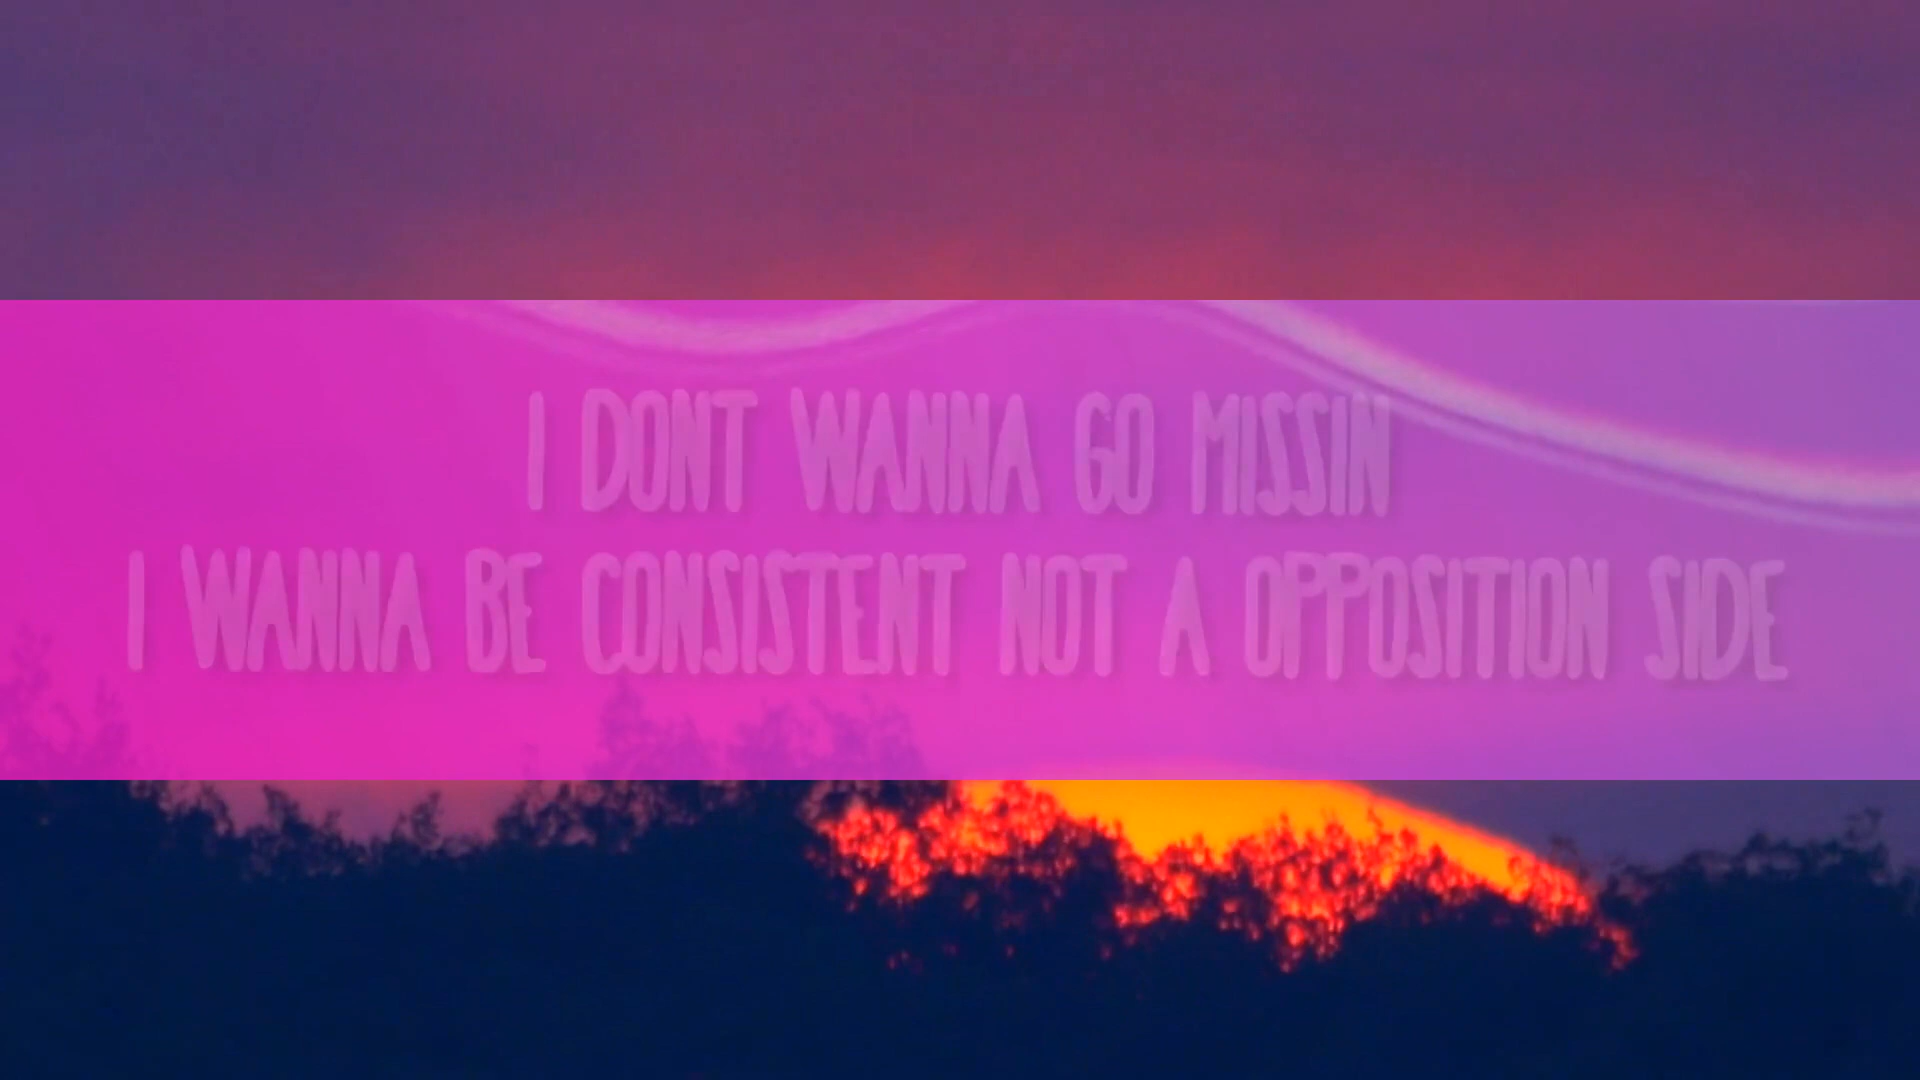 I DONT WANNA GO MISSIN
I WANNA BE CONSISTENT NOT A OPPOSITION SIDE